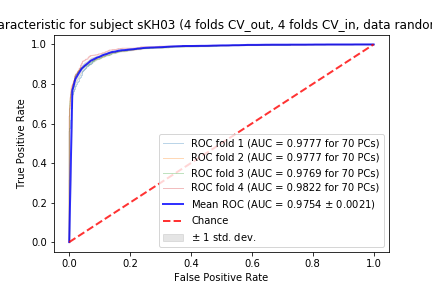 aracteristic for subject sKH03 (4 folds CV_out, 4 folds CV_in, data random
1.0
0.8
0.6
0.4
0.2
0.0
True Positive Rate
ROC fold 1 (AUC = 0.9777 for 70 PCs)
ROC fold 2 (AUC = 0.9777 for 70 PCs)
ROC fold 3 (AUC = 0.9769 for 70 PCs)
ROC fold 4 (AUC = 0.9822 for 70 PCs)
Mean ROC (AUC = 0.9754 ± 0.0021)
Chance
± 1 std. dev.
0.0 0.2 0.4 0.6 0.8 1.0
False Positive Rate